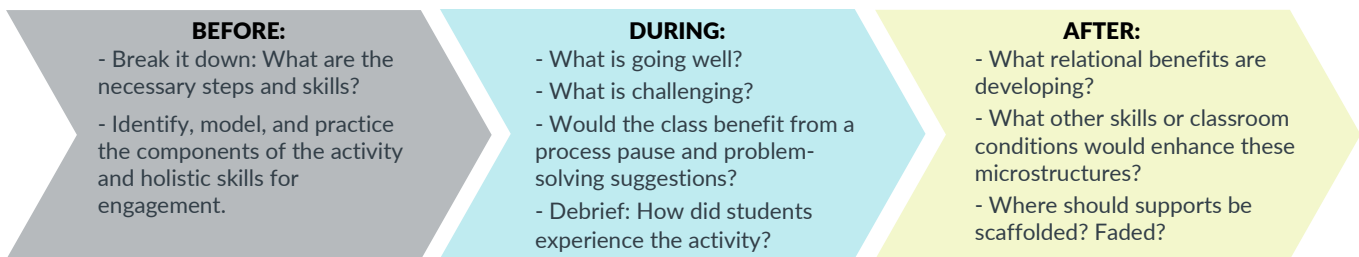 BEFORE:
- Break it down: What are the
necessary steps and skills?
- Identify, model, and practice
the components of the activity
and holistic skills for
engagement.
DURING:
- What is going well?
- What is challenging?
- Would the class benefit from a
process pause and problem-
solving suggestions?
- Debrief: How did students
experience the activity?
AFTER:
- What relational benefits are
developing?
- What other skills or classroom
conditions would enhance these
microstructures?
- Where should supports be
scaffolded? Faded?